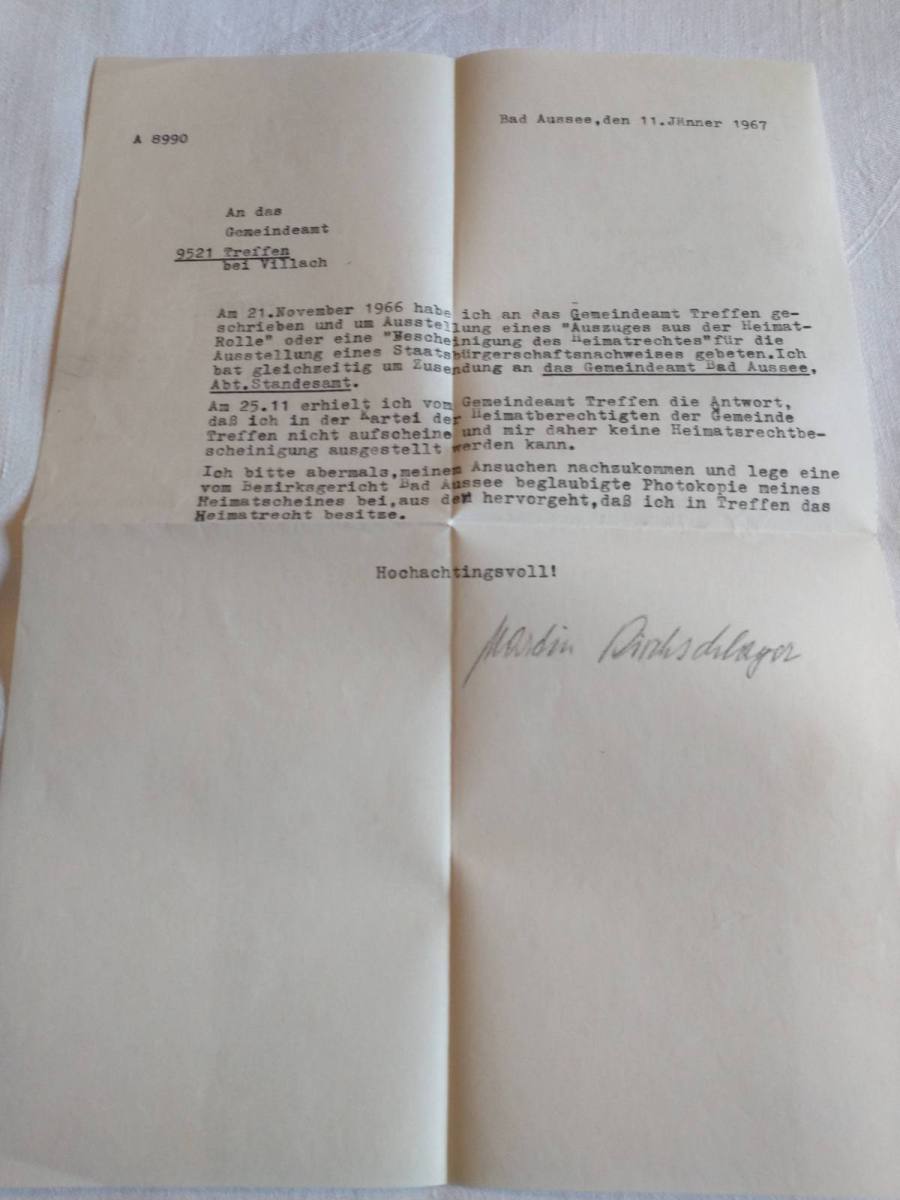 Bad Aussee,den 11.Jänner 1967
A 8990
An das
Gemeindeamt
9521 Treffen
bei Villach
Am 21.November 1966 habe ich an das Gemeindeamt Treffen ge-
schrieben und um Ausstellung eines "Auszuges aus der Heimat-
Rolle" oder eine "Bescheinigung des Heimatrechtes"für die
Ausstellung eines Staatsbürgerschaftsnachweises gebeten.Ich
bat gleichzeitig um Zusendung an das Gemeindeamt Bad Aussee,
Abt.Standesamt.
Am 25.11 erhielt ich vom Gemeindeamt Treffen die Antwort,
daß ich in der Kartei der Heimatberechtigten der Gemeinde
Treffen nicht aufscheine und mir daher keine Heimatsrechtbe-
scheinigung ausgestellt werden kann.
Ich bitte abermals,meinem Ansuchen nachzukommen und lege eine
vom Bezirksgericht Bad Aussee beglaubigte Photokopie meines
Heimatscheines bei,aus dem hervorgeht,daß ich in Treffen das
Heimatrecht besitze.
Hochachtingsvoll!
Martin